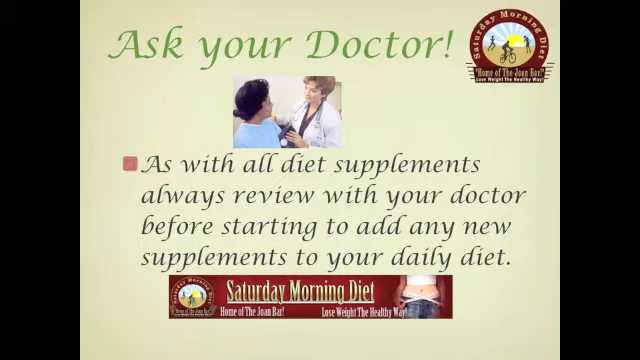 Ask your Doctor!
Saturday Morning Diet
"Home of The Joan Bar!"
Lose Weight The Healthy Way!
As with all diet supplements
always review with your doctor
before starting to add any new
supplements to your daily diet.
Saturday Morning Diet
Home of The Joan Bar!
Lose Weight The Healthy Way!